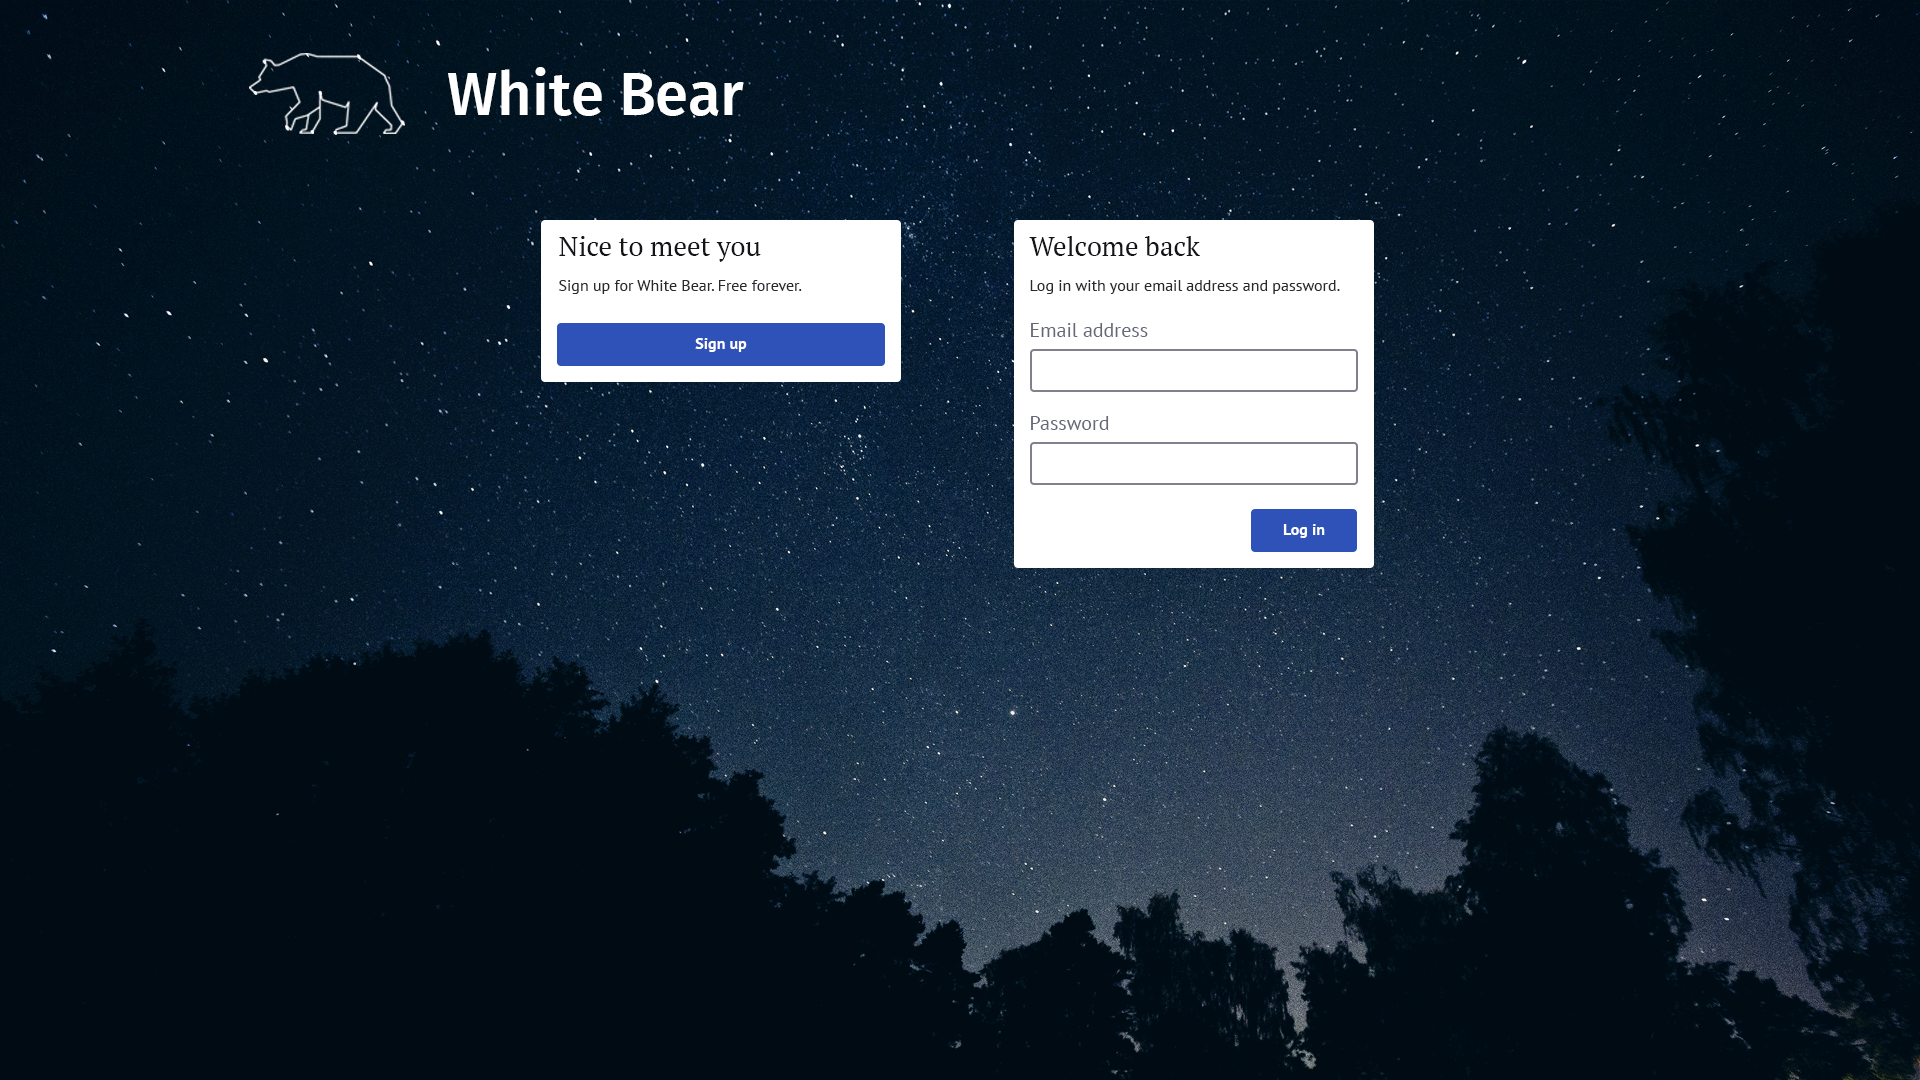 White Bear
Nice to meet you
Sign up for White Bear. Free forever.
Sign up
Welcome back
Log in with your email address and password.
Email address
Password
Log in